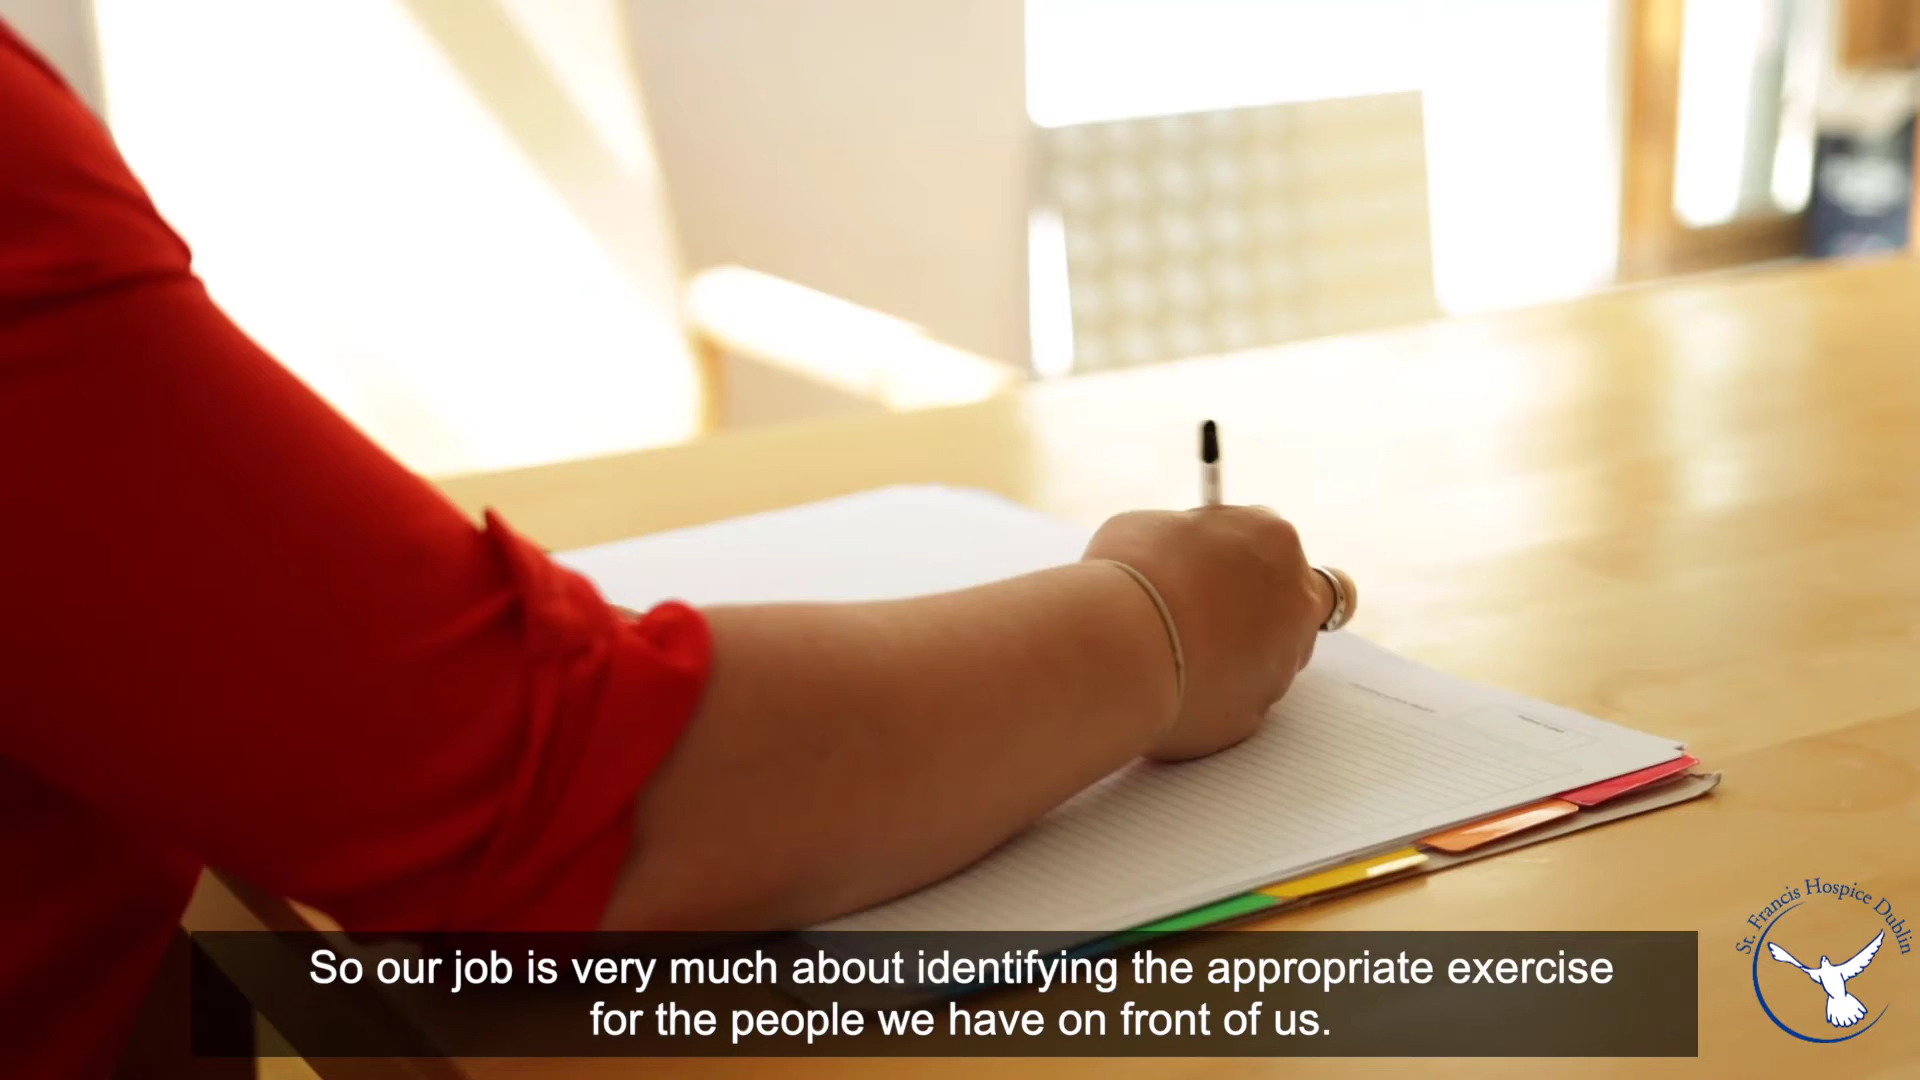 So our job is very much about identifying the appropriate exercise
for the people we have on front of us.
St. Francis Hospice Dublin